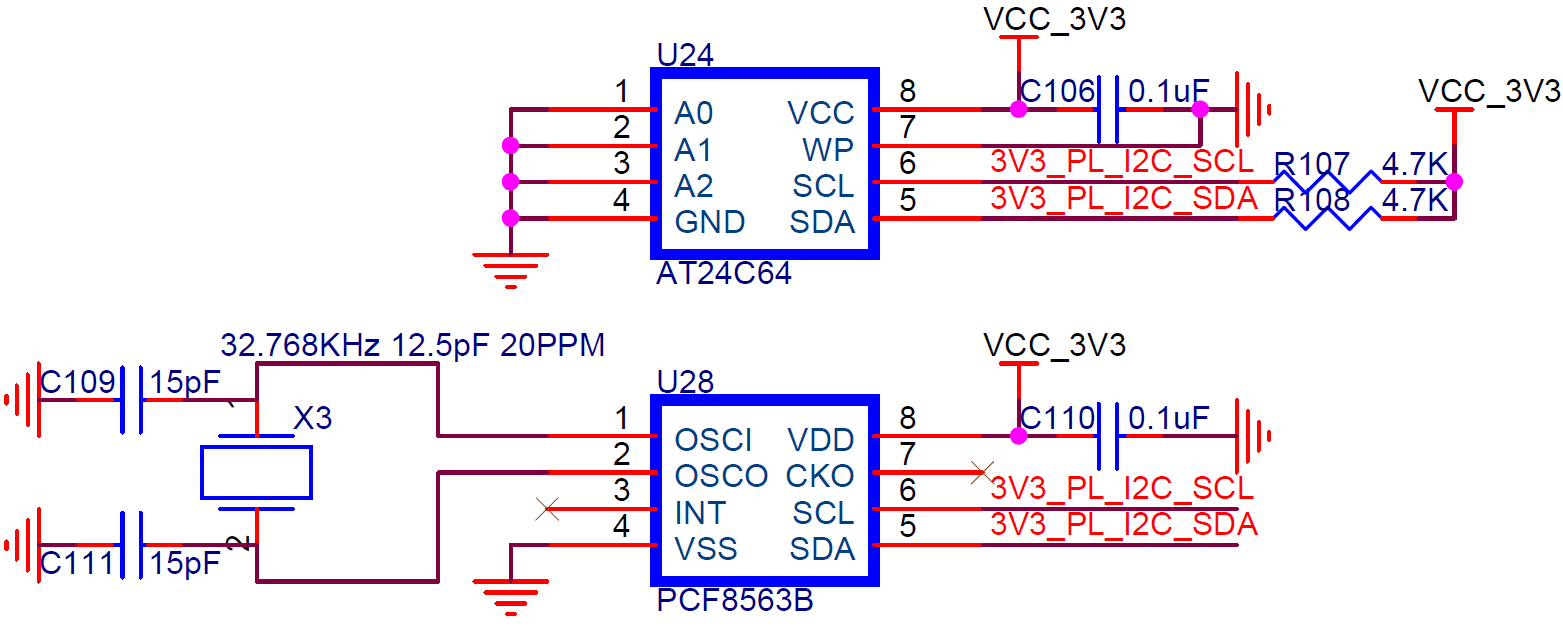 VCC_3V3
U24
1 A0 VCC 8 C106 0.1uF VCC_3V3
2 A1 WP 7
3 A2 SCL 6 3V3_PL_I2C_SCL R107 4.7K
4 GND SDA 5 3V3_PL_I2C_SDA R108 4.7K
AT24C64
32.768KHz 12.5pF 20PPM VCC_3V3
C109 15pF U28
1 X3 1 OSCI VDD 8 C110 0.1uF
2 OSCO CKO 7
3 INT SCL 6 3V3_PL_I2C_SCL
C111 15pF 2 4 VSS SDA 5 3V3_PL_I2C_SDA
PCF8563B